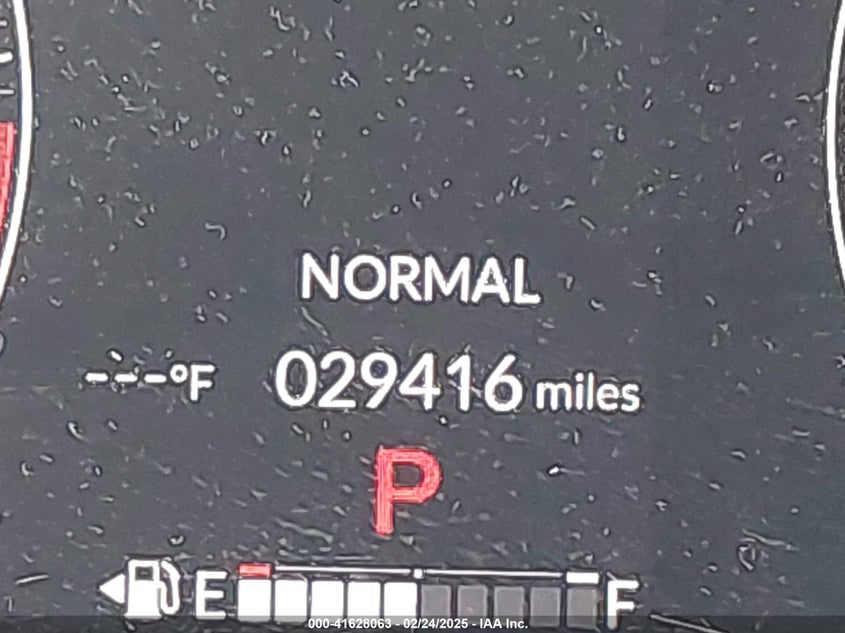 NORMAL
---°F 029416 miles
P
E F
000-41628063 - 02/24/2025 - IAA Inc.